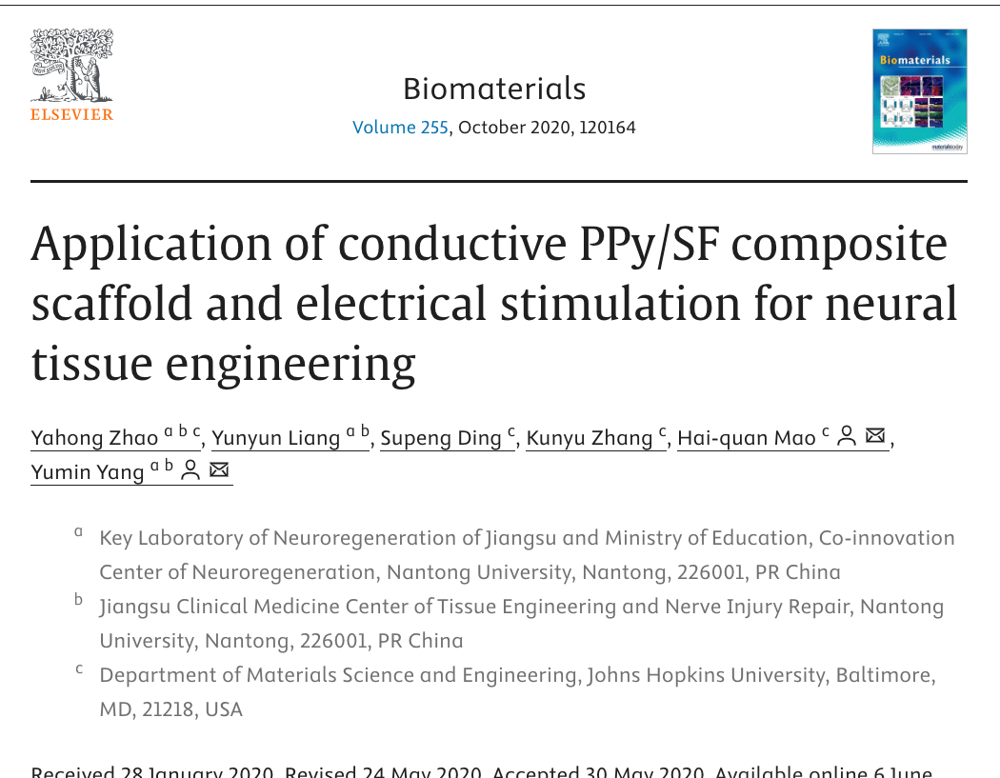 Biomaterials
ELSEVIER
Biomaterials
Volume 255, October 2020, 120164
Application of conductive PPy/SF composite
scaffold and electrical stimulation for neural
tissue engineering
Yahong Zhao a b c, Yunyun Liang a b, Supeng Ding c, Kunyu Zhang c, Hai-quan Mao c,
Yumin Yang a b
a Key Laboratory of Neuroregeneration of Jiangsu and Ministry of Education, Co-innovation
Center of Neuroregeneration, Nantong University, Nantong, 226001, PR China
b Jiangsu Clinical Medicine Center of Tissue Engineering and Nerve Injury Repair, Nantong
University, Nantong, 226001, PR China
c Department of Materials Science and Engineering, Johns Hopkins University, Baltimore,
MD, 21218, USA
Received 28 January 2020, Revised 24 May 2020, Accepted 30 May 2020, Available online 6 June